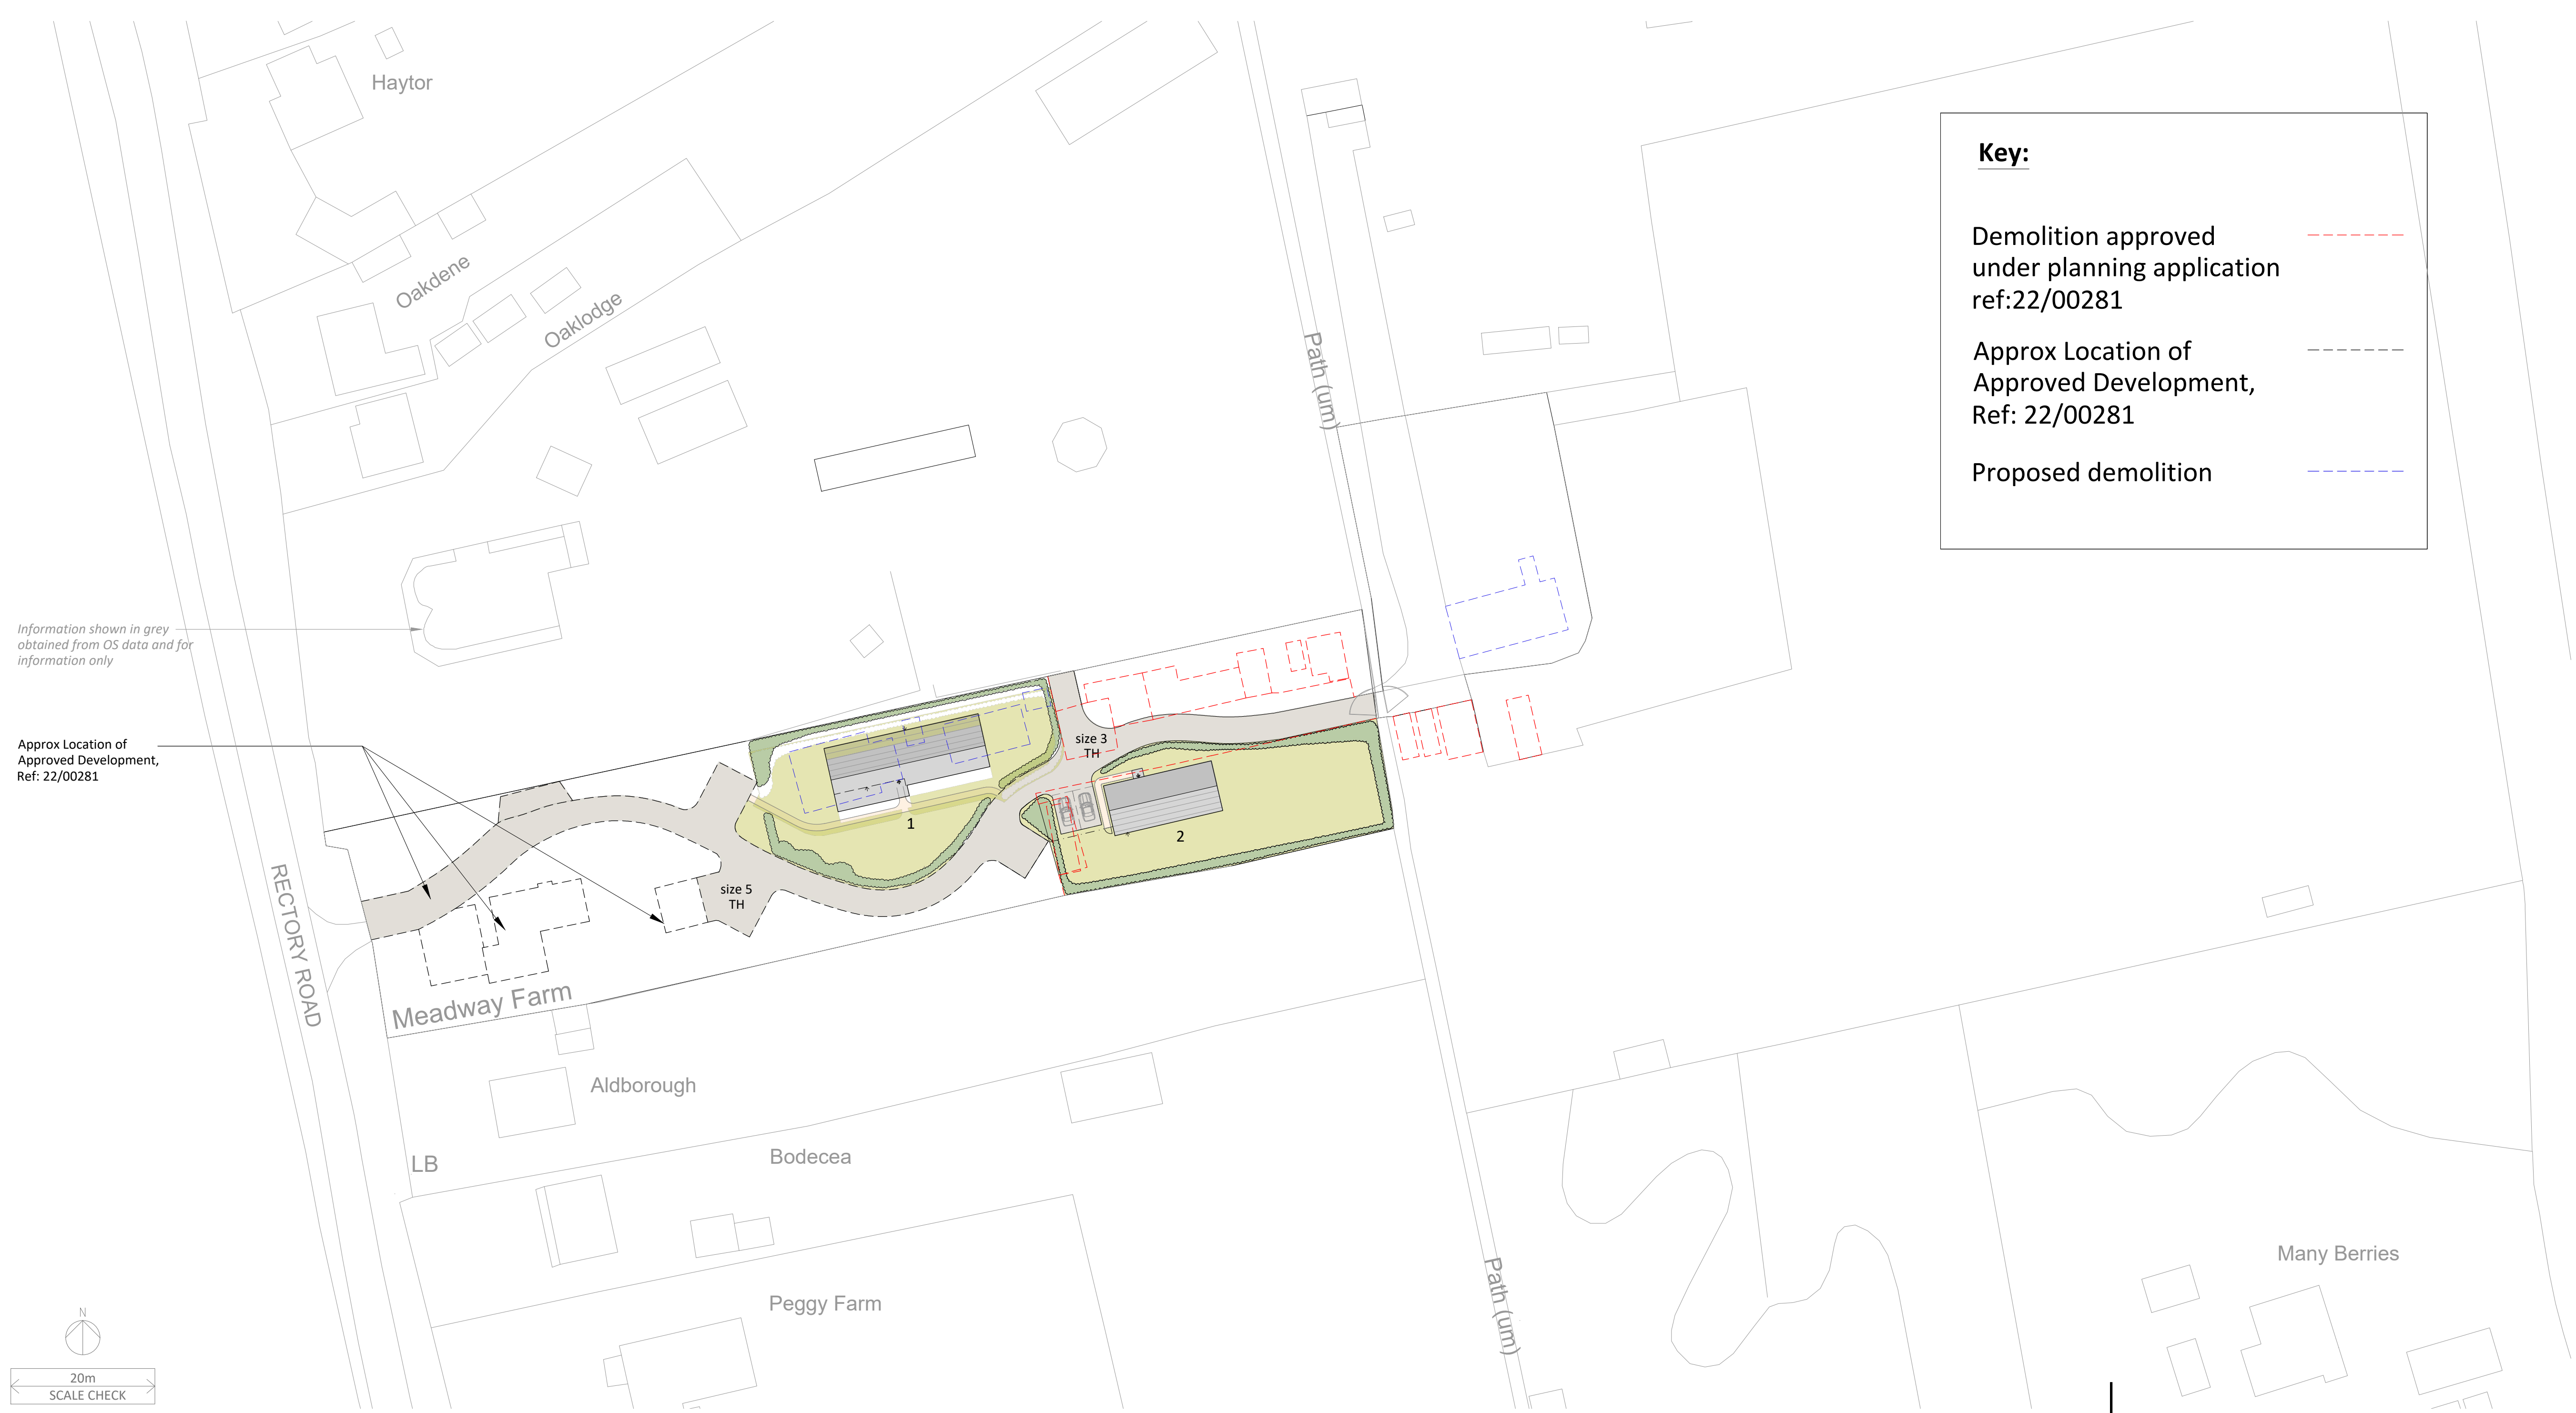 Haytor
Key:
Demolition approved
under planning application
ref:22/00281
Approx Location of
Approved Development,
Ref: 22/00281
Proposed demolition
Oakdene
Oaklodge
Path (um)
Information shown in grey
obtained from OS data and for
information only
Approx Location of
Approved Development,
Ref: 22/00281
size 3
TH
1
2
size 5
TH
RECTORY ROAD
Meadway Farm
Aldborough
LB
Bodecea
Peggy Farm
Path (um)
Many Berries
N
20m
SCALE CHECK